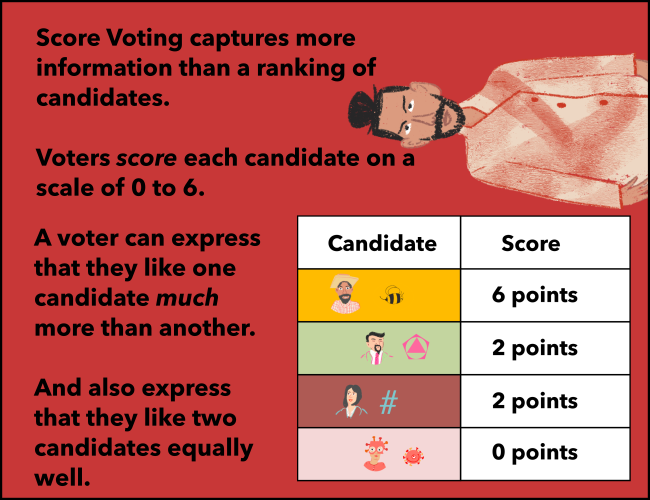 Score Voting captures more
information than a ranking of
candidates.
Voters score each candidate on a
scale of 0 to 6.
A voter can express
that they like one
candidate much
more than another.
And also express
that they like two
candidates equally
well.
Candidate Score
6 points
2 points
# 2 points
0 points